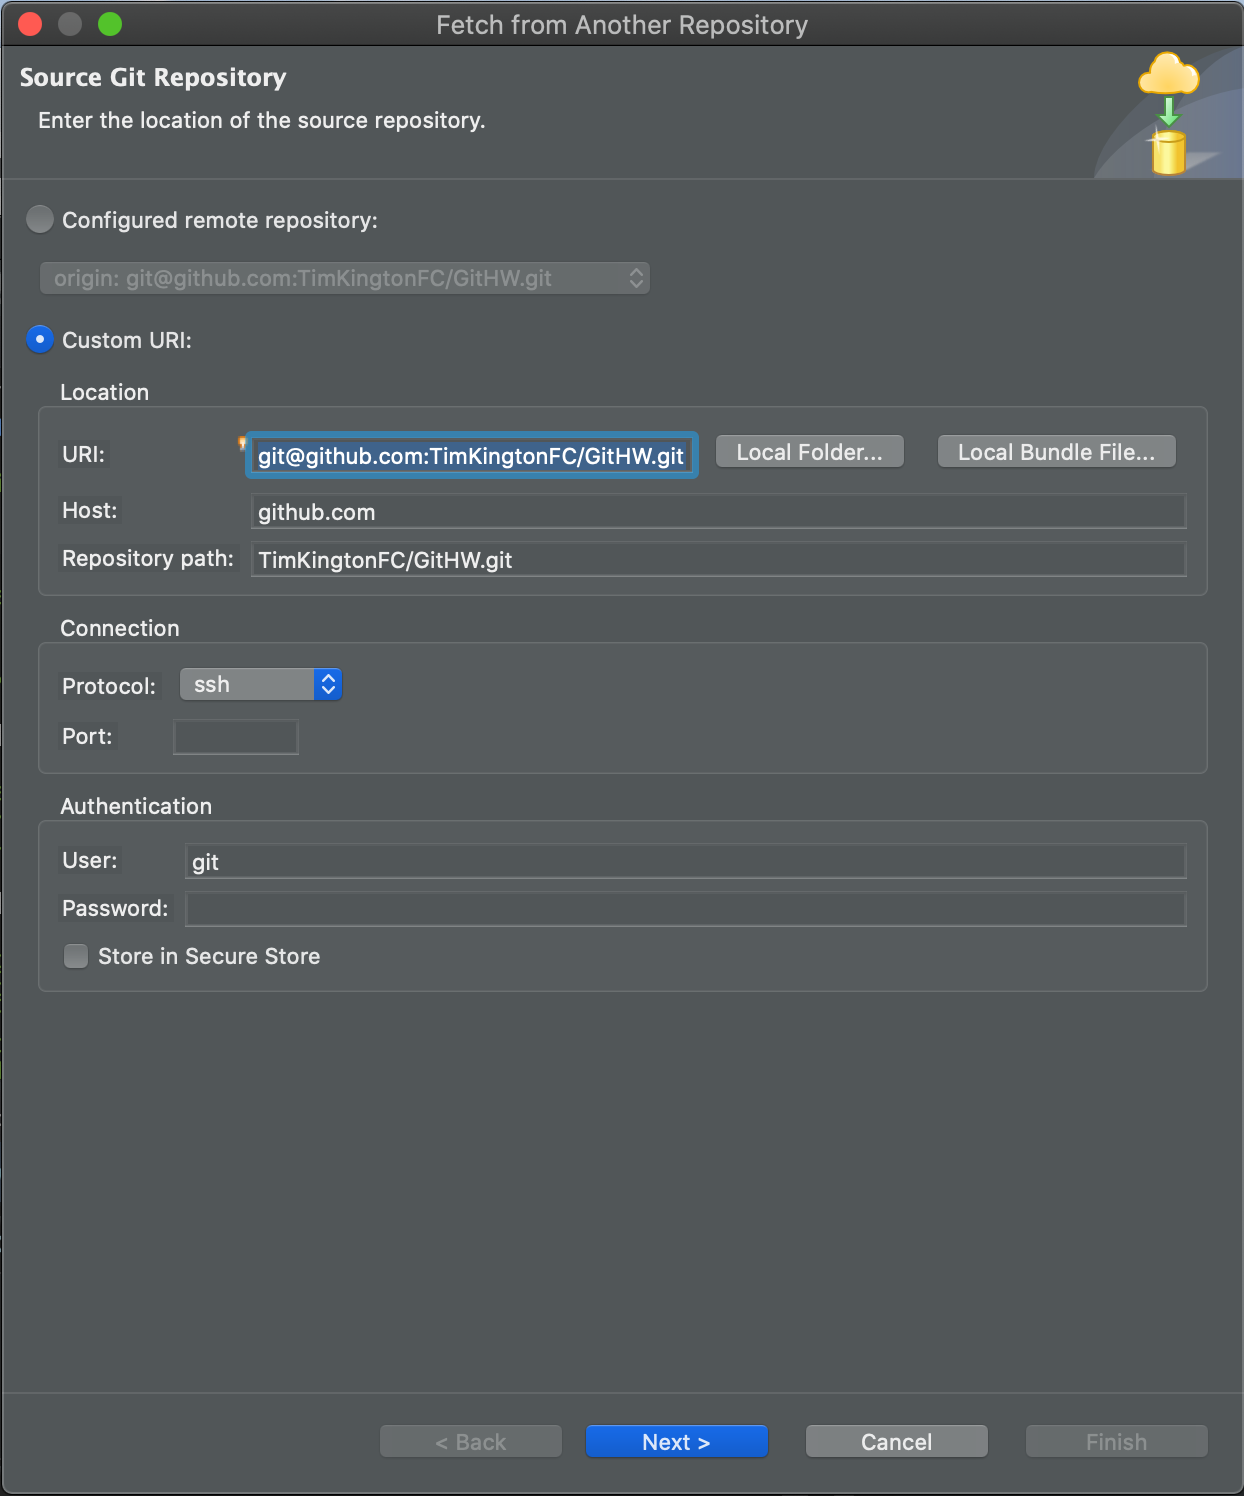 Fetch from Another Repository
Source Git Repository
Enter the location of the source repository.
Configured remote repository:
origin: git@github.com:TimKingtonFC/GitHW.git
Custom URI:
Location
URI: git@github.com:TimKingtonFC/GitHW.git Local Folder... Local Bundle File...
Host: github.com
Repository path: TimKingtonFC/GitHW.git
Connection
Protocol: ssh
Port:
Authentication
User: git
Password:
Store in Secure Store
< Back Next > Cancel Finish